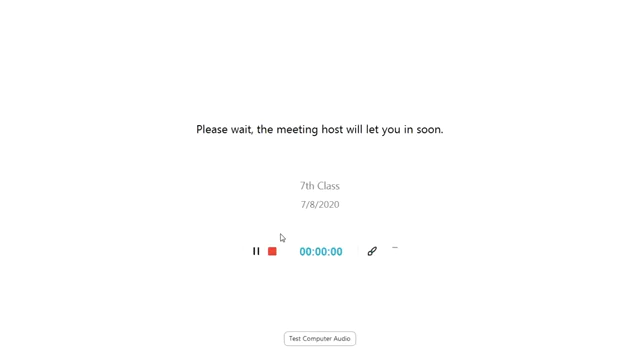 Please wait, the meeting host will let you in soon.
7th Class
7/8/2020
00:00:00
Test Computer Audio